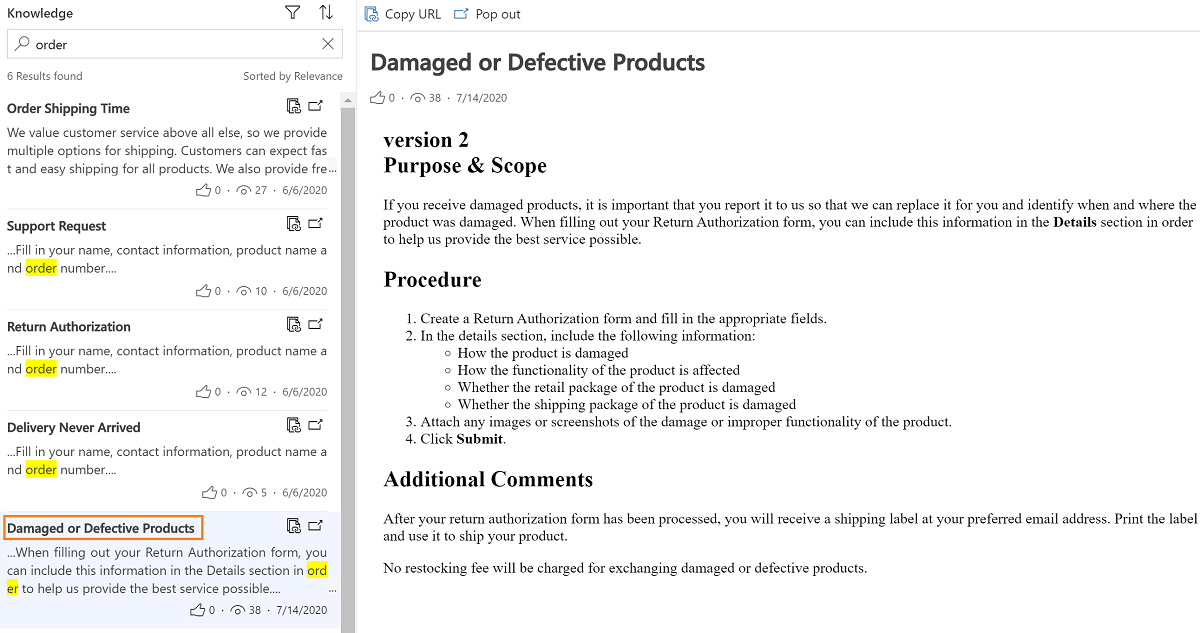 Knowledge
order
6 Results found
Sorted by Relevance
Order Shipping Time
We value customer service above all else, so we provide
multiple options for shipping. Customers can expect fas
t and easy shipping for all products. We also provide fre...
0 · 27 · 6/6/2020
Support Request
...Fill in your name, contact information, product name a
nd order number....
0 · 10 · 6/6/2020
Return Authorization
...Fill in your name, contact information, product name a
nd order number....
0 · 12 · 6/6/2020
Delivery Never Arrived
...Fill in your name, contact information, product name a
nd order number....
0 · 5 · 6/6/2020
Damaged or Defective Products
...When filling out your Return Authorization form, you
can include this information in the Details section in ord
er to help us provide the best service possible.... ...
0 · 38 · 7/14/2020
Copy URL
Pop out
Damaged or Defective Products
0 · 38 · 7/14/2020
version 2
Purpose & Scope
If you receive damaged products, it is important that you report it to us so that we can replace it for you and identify when and where the
product was damaged. When filling out your Return Authorization form, you can include this information in the Details section in order
to help us provide the best service possible.
Procedure
1. Create a Return Authorization form and fill in the appropriate fields.
2. In the details section, include the following information:
○ How the product is damaged
○ How the functionality of the product is affected
○ Whether the retail package of the product is damaged
○ Whether the shipping package of the product is damaged
3. Attach any images or screenshots of the damage or improper functionality of the product.
4. Click Submit.
Additional Comments
After your return authorization form has been processed, you will receive a shipping label at your preferred email address. Print the label
and use it to ship your product.
No restocking fee will be charged for exchanging damaged or defective products.